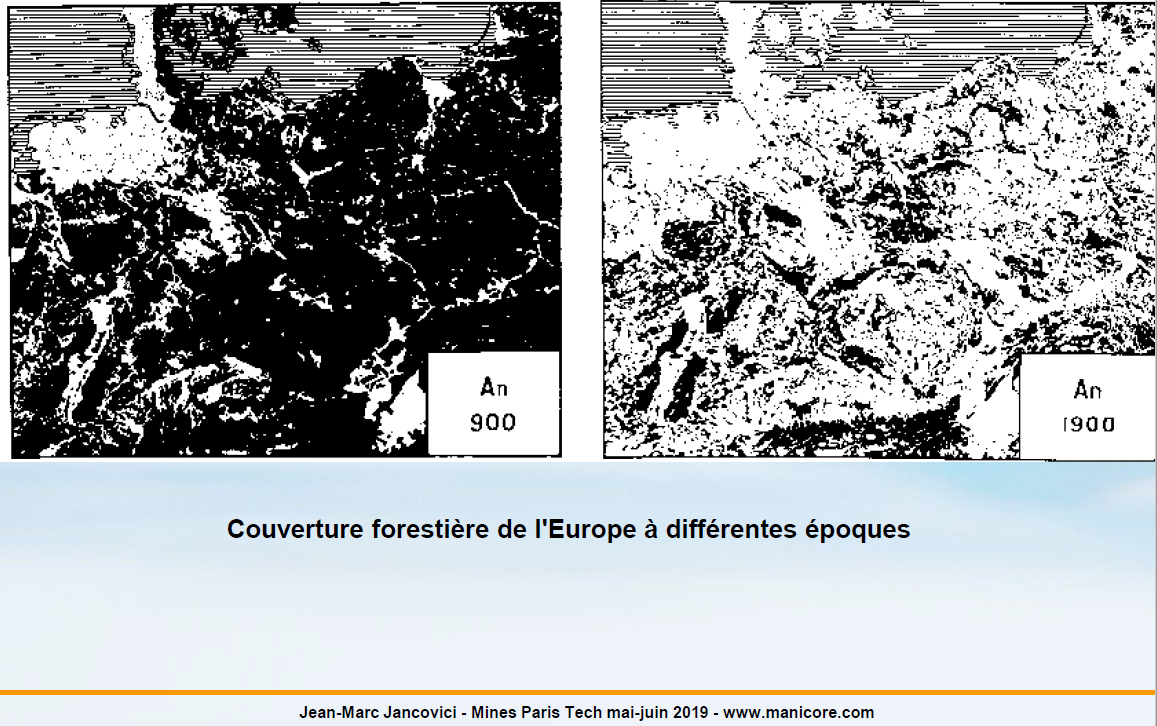 An
900
An
1900
Couverture forestière de l'Europe à différentes époques
Jean-Marc Jancovici - Mines Paris Tech mai-juin 2019 - www.manicore.com